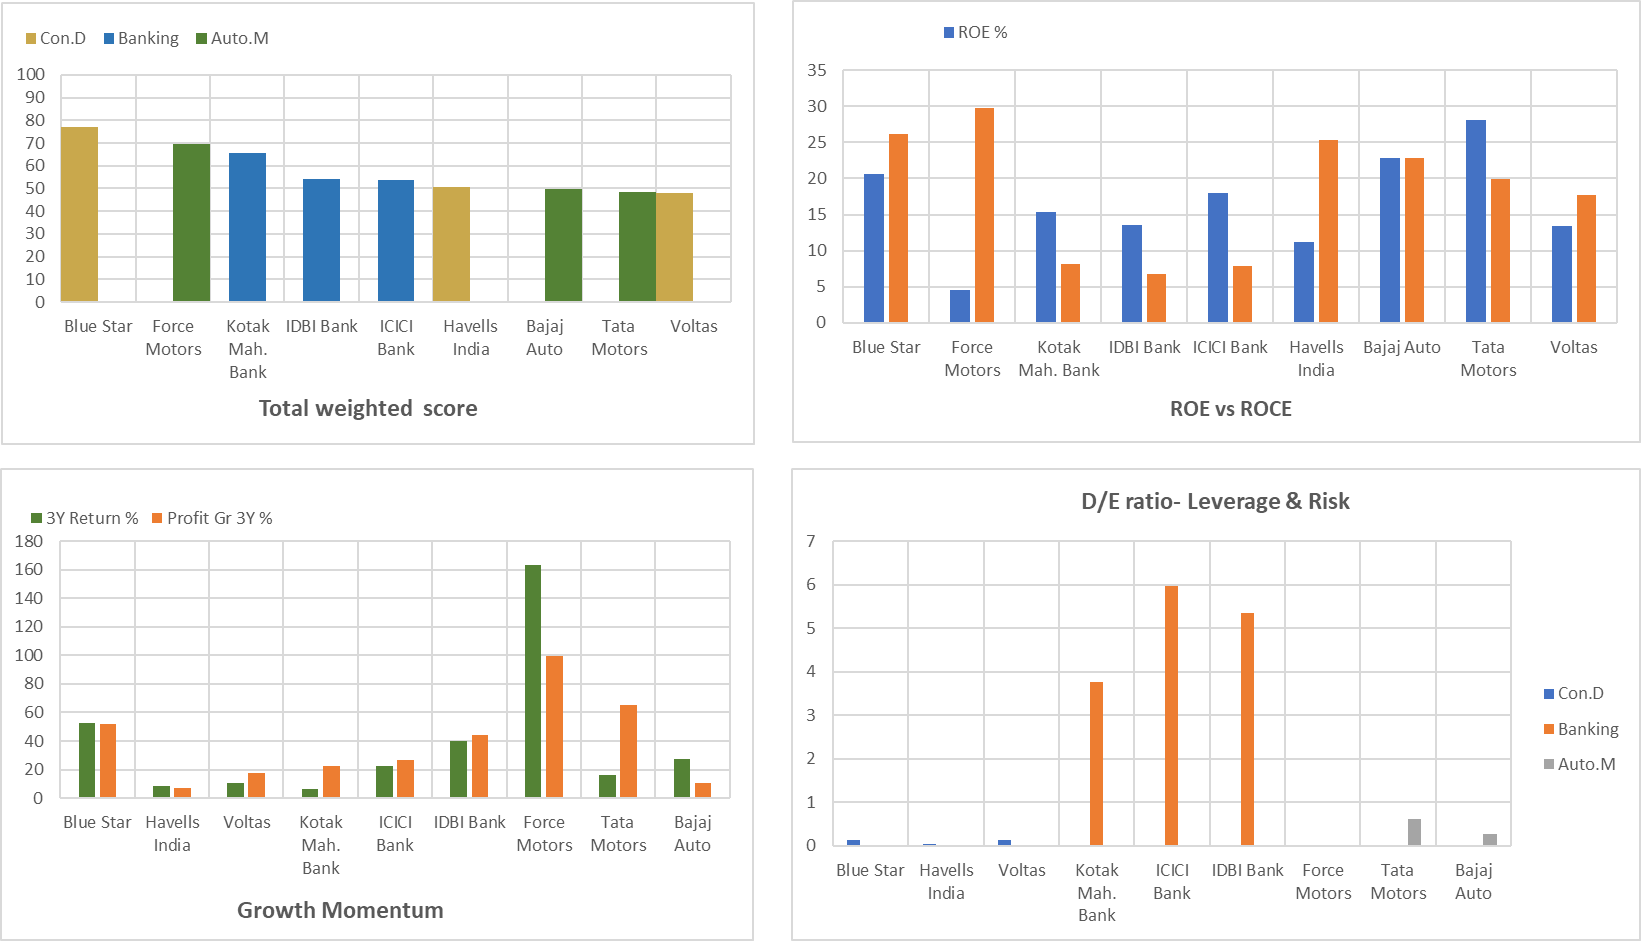 Con.D Banking Auto.M
100
90
80
70
60
50
40
30
20
10
0
Blue Star Force Kotak IDBI Bank ICICI Havells Bajaj Tata Voltas
Motors Mah. Bank India Auto Motors
Bank
Total weighted score
ROE %
35
30
25
20
15
10
5
0
Blue Star Force Kotak IDBI Bank ICICI Bank Havells Bajaj Auto Tata Voltas
Motors Mah. Bank India Motors
ROE vs ROCE
3Y Return % Profit Gr 3Y %
180
160
140
120
100
80
60
40
20
0
Blue Star Havells Voltas Kotak ICICI IDBI Bank Force Tata Bajaj
India Mah. Bank Motors Motors Auto
Bank
Growth Momentum
D/E ratio- Leverage & Risk
7
6
5
4
3
2
1
0
Con.D
Banking
Auto.M
Blue Star Havells Voltas Kotak ICICI IDBI Bank Force Tata Bajaj
India Mah. Bank Motors Motors Auto
Bank